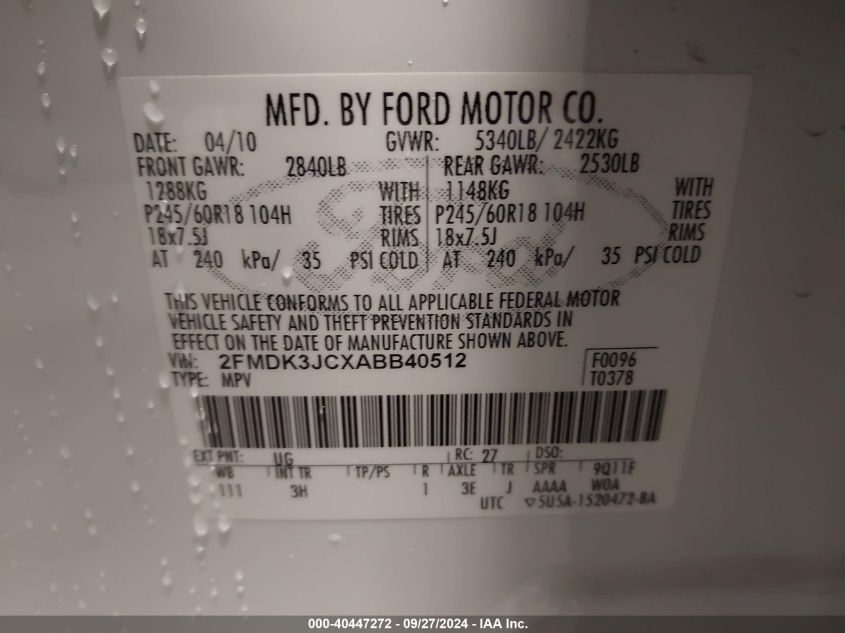 MFD. BY FORD MOTOR CO.
DATE: 04/10 GVWR: 5340LB/ 2422KG
FRONT GAWR: 2840LB REAR GAWR: 2530LB
1288KG WITH 1148KG WITH
P245/60R18 104H TIRES P245/60R18 104H TIRES
18x7.5J RIMS 18x7.5J RIMS
AT 240 kPa/ 35 PSI COLD AT 240 kPa/ 35 PSI COLD
THIS VEHICLE CONFORMS TO ALL APPLICABLE FEDERAL MOTOR
VEHICLE SAFETY AND THEFT PREVENTION STANDARDS IN
EFFECT ON THE DATE OF MANUFACTURE SHOWN ABOVE.
VIN: 2FMDK3JCXABB40512 F0096
TYPE: MPV T0378
EXT PNT: UG RC: 27 DSO:
WB INT TR TP/PS R AXLE TR SPR 9Q11F
111 3H 1 3E J AAAA WOA
UTC ▽5U5A-1520472-BA
000-40447272 - 09/27/2024 - IAA Inc.